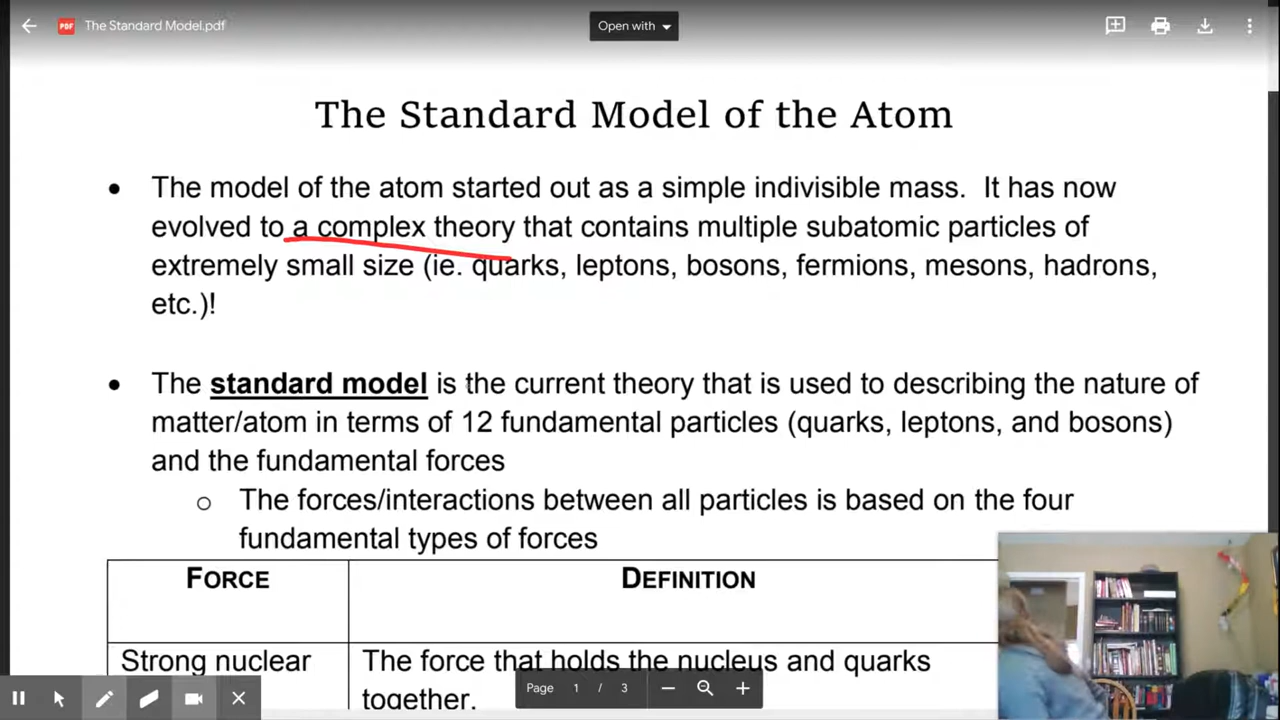 The Standard Model.pdf
Open with
The Standard Model of the Atom
• The model of the atom started out as a simple indivisible mass. It has now
evolved to a complex theory that contains multiple subatomic particles of
extremely small size (ie. quarks, leptons, bosons, fermions, mesons, hadrons,
etc.)!
• The standard model is the current theory that is used to describing the nature of
matter/atom in terms of 12 fundamental particles (quarks, leptons, and bosons)
and the fundamental forces
o The forces/interactions between all particles is based on the four
fundamental types of forces
FORCE DEFINITION
Strong nuclear The force that holds the nucleus and quarks
together.
Page 1 / 3